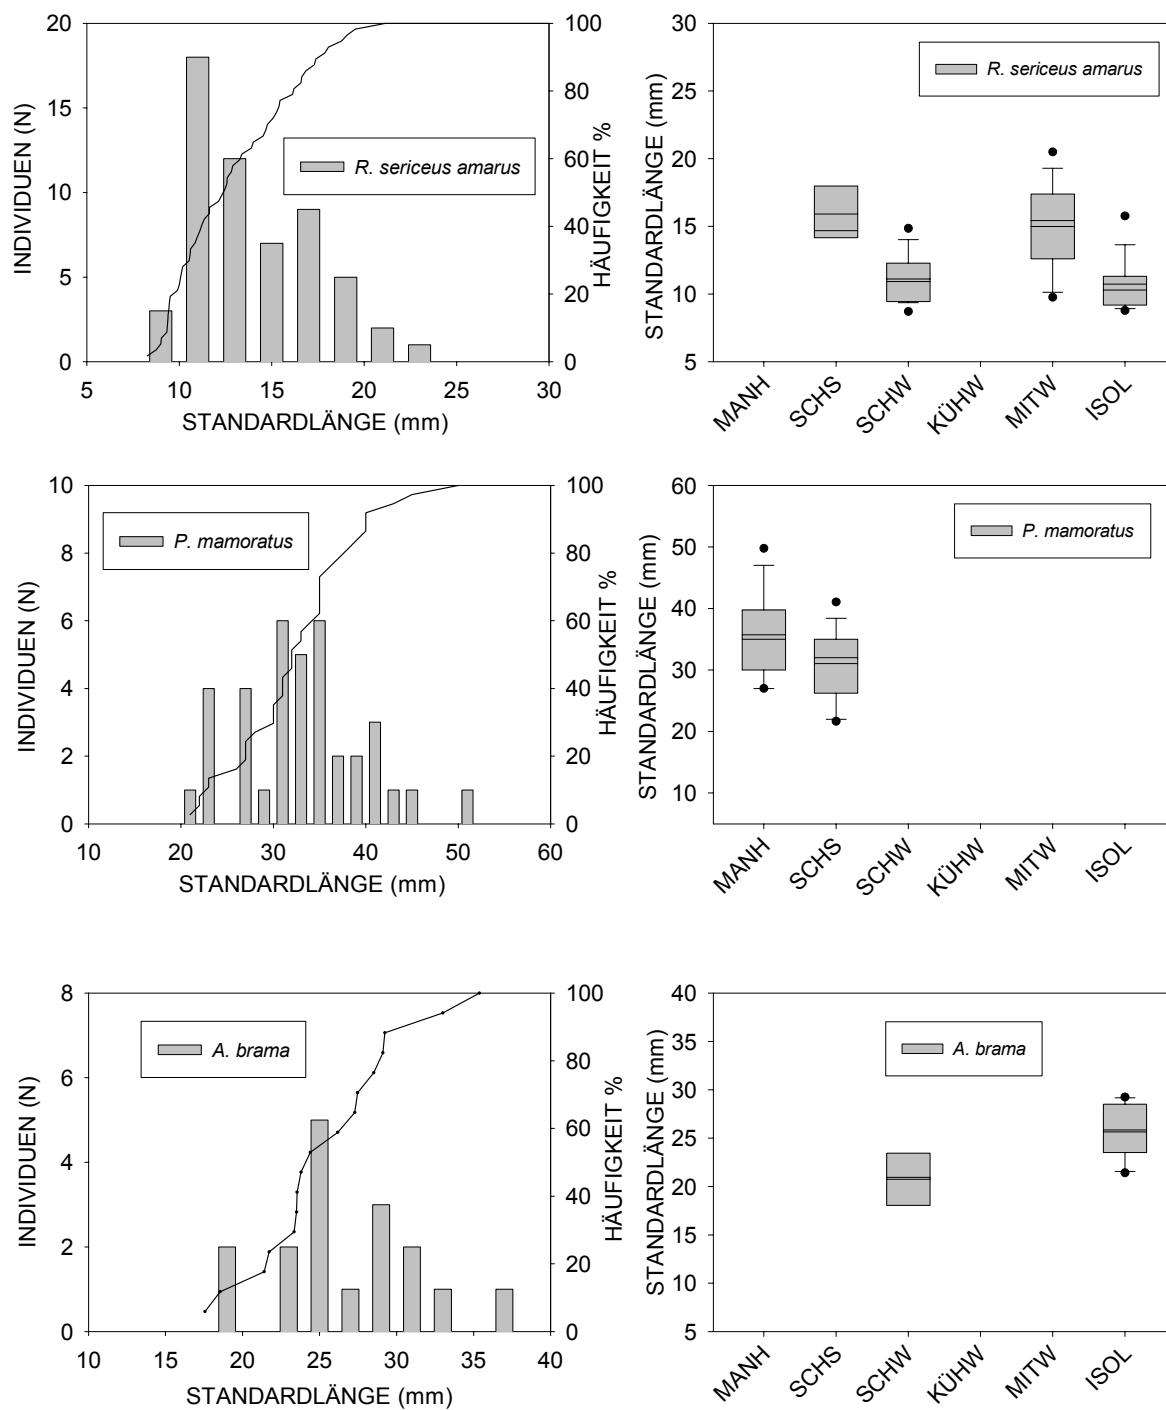 INDIVIDUEN (N)
20
15
10
5
0
R. sericeus amarus
100
80
60
40
20
0
HÄUFIGKEIT %
5 10 15 20 25 30
STANDARDLÄNGE (mm)
STANDARDLÄNGE (mm)
30
25
20
15
10
5
R. sericeus amarus
MANH SCHS SCHW KÜHW MITW ISOL
INDIVIDUEN (N)
10
8
6
4
2
0
P. mamoratus
100
80
60
40
20
0
HÄUFIGKEIT %
10 20 30 40 50 60
STANDARDLÄNGE (mm)
STANDARDLÄNGE (mm)
60
50
40
30
20
10
P. mamoratus
MANH SCHS SCHW KÜHW MITW ISOL
INDIVIDUEN (N)
8
6
4
2
0
A. brama
100
80
60
40
20
0
HÄUFIGKEIT %
10 20 25 30 35 40
STANDARDLÄNGE (mm)
STANDARDLÄNGE (mm)
40
35
30
25
20
15
10
5
A. brama
MANH SCHS SCHW KÜHW MITW ISOL